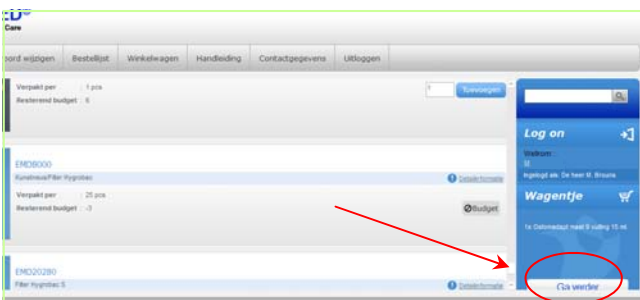 Care
oord wijzigen Bestellijst Winkelwagen Handleiding Contactgegevens Uitloggen
Verpakt per : 1 pcs
Resterend budget : 6
1 Toevoegen
Log on
Welkom
EMD8000
Kunstneus/Filter Hygrobac
Verpakt per : 25 pcs
Resterend budget : -3
Budget
Ingelogd als: De heer M. Brouns
Wagentje
EMD20280
Filter Hygrobac S
Ga verder